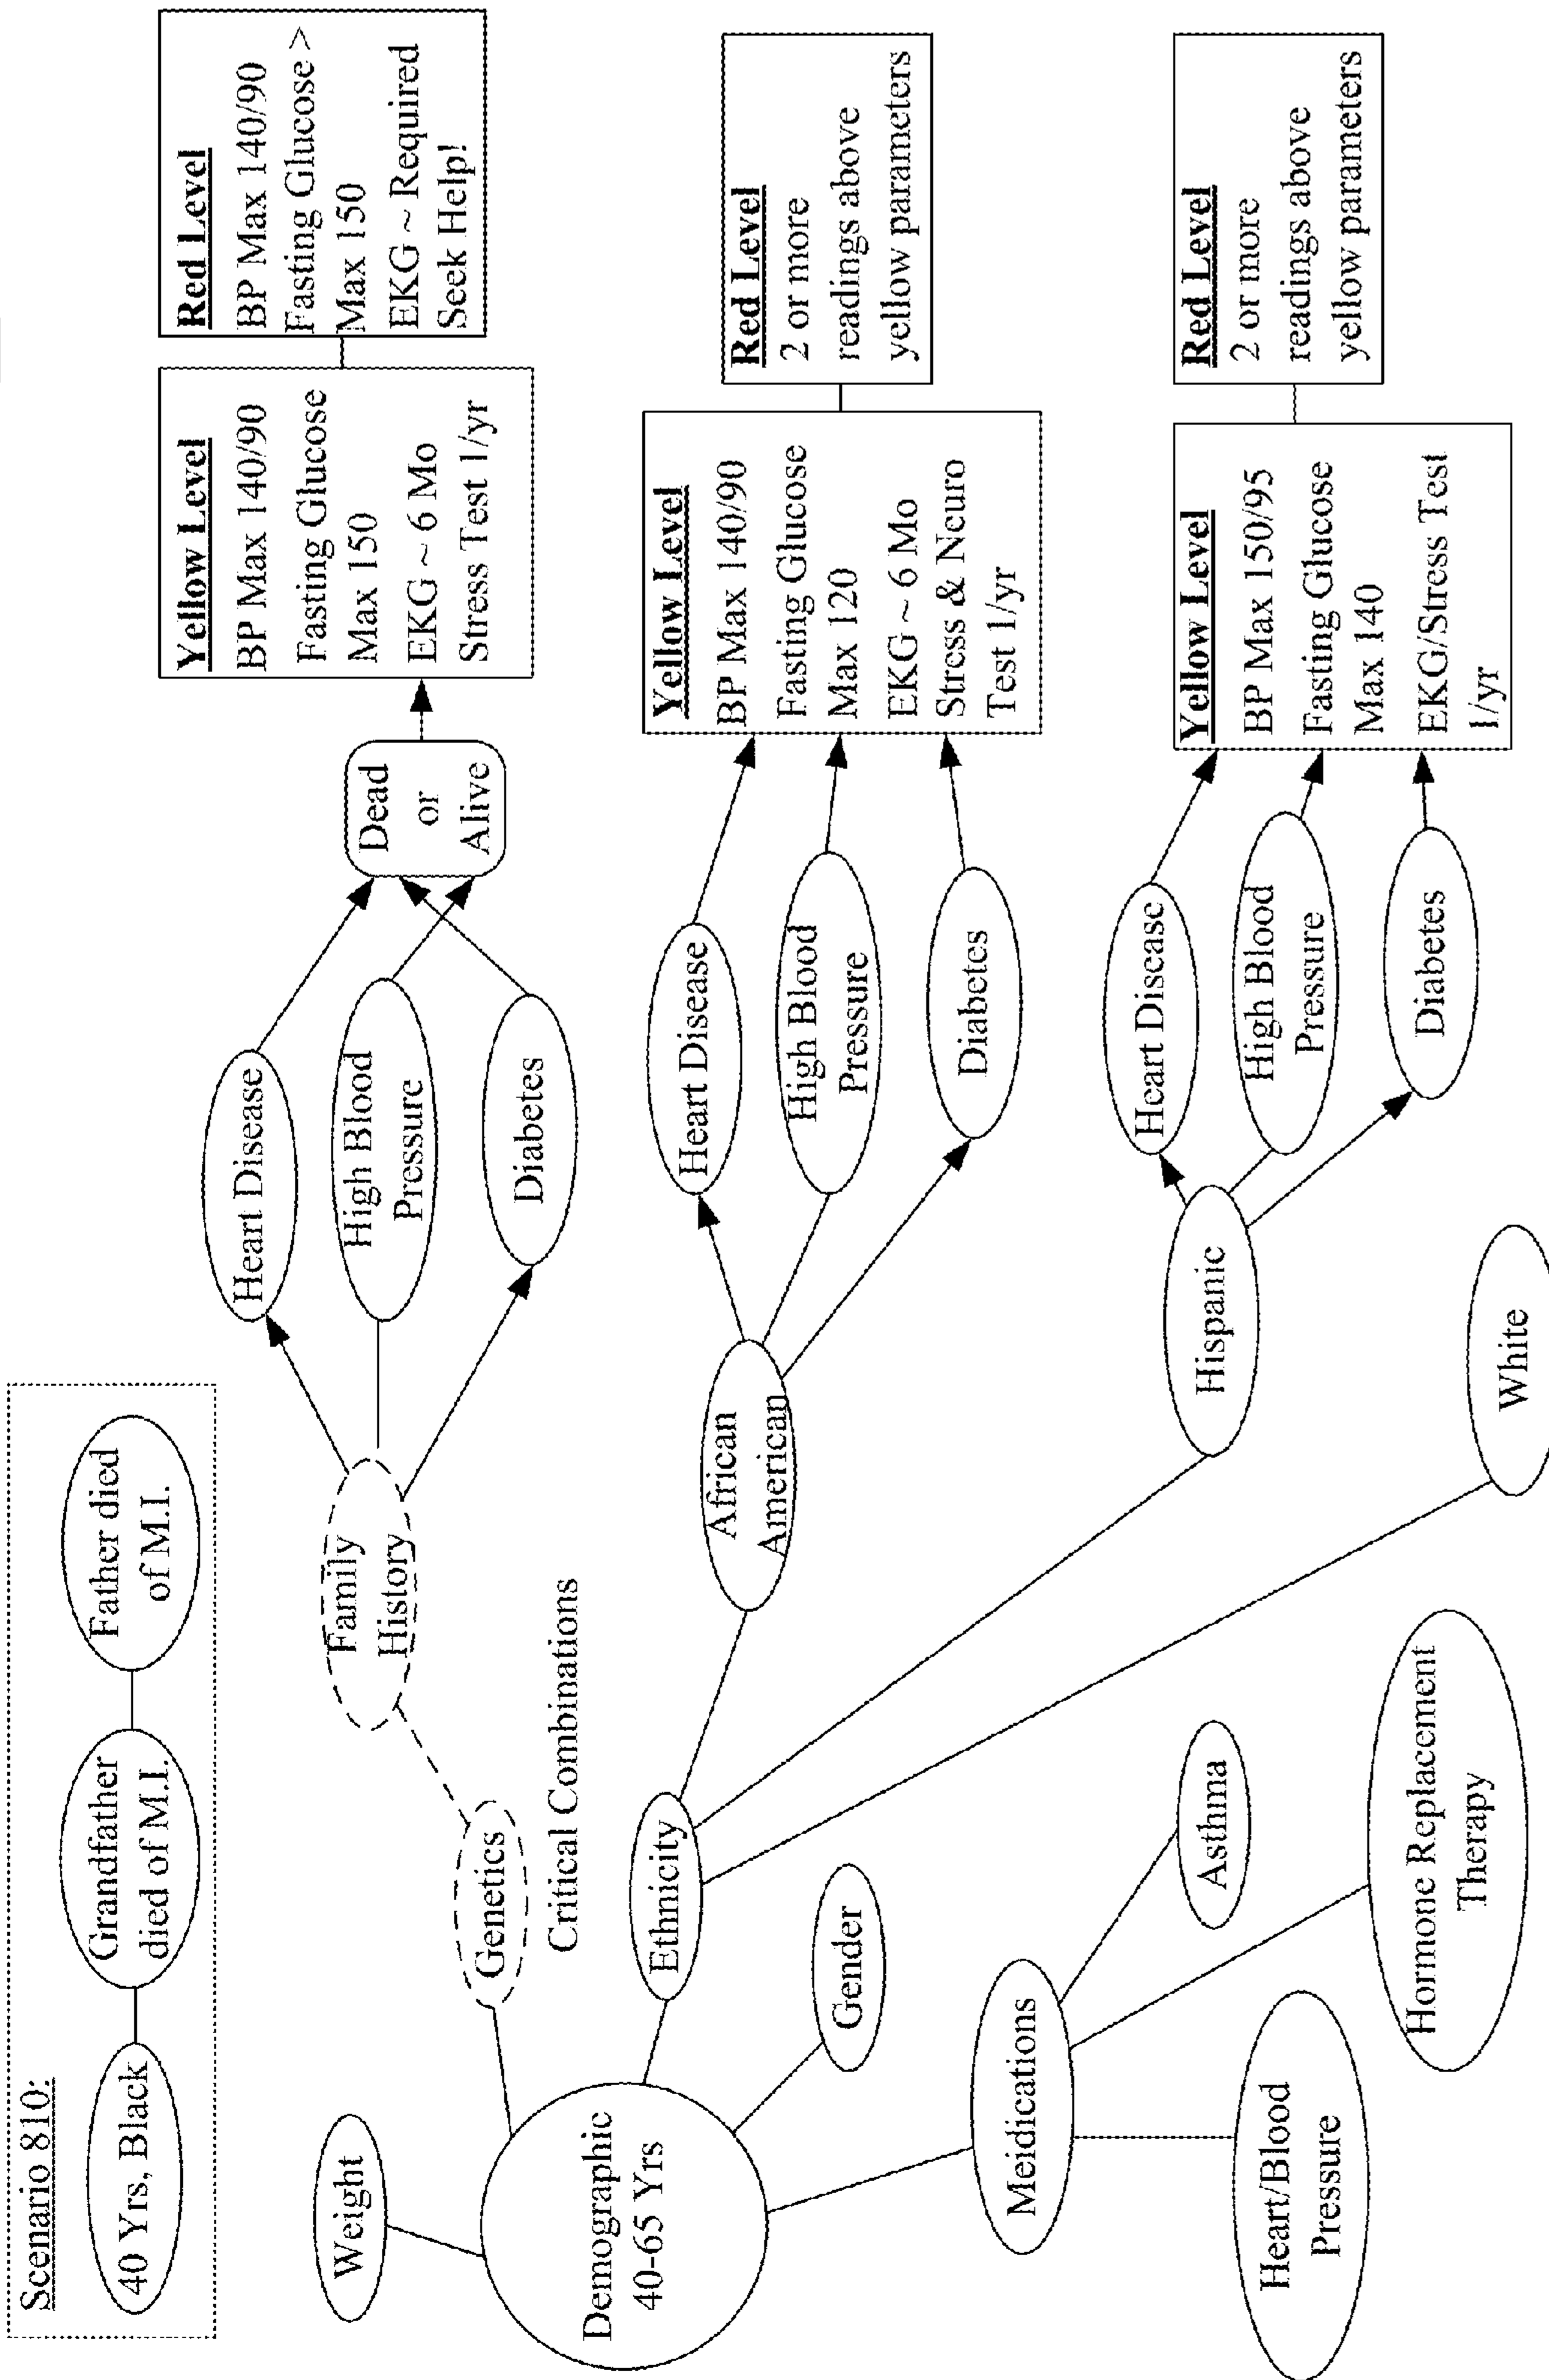 Scenario 810:
40 Yrs, Black
Grandfather
died of M.I.
Father died
of M.I.
Weight
Demographic
40-65 Yrs
Genetics
Critical Combinations
Family
History
Heart Disease
High Blood
Pressure
Diabetes
Dead
or
Alive
Yellow Level
BP Max 140/90
Fasting Glucose
Max 150
EKG ~ 6 Mo
Stress Test 1/yr
Red Level
BP Max 140/90
Fasting Glucose >
Max 150
EKG ~ Required
Seek Help!
Ethnicity
African
American
Heart Disease
High Blood
Pressure
Diabetes
Yellow Level
BP Max 140/90
Fasting Glucose
Max 120
EKG ~ 6 Mo
Stress & Neuro
Test 1/yr
Red Level
2 or more
readings above
yellow parameters
Gender
Hispanic
Heart Disease
High Blood
Pressure
Diabetes
Yellow Level
BP Max 150/95
Fasting Glucose
Max 140
EKG/Stress Test
1/yr
Red Level
2 or more
readings above
yellow parameters
White
Meidications
Asthma
Heart/Blood
Pressure
Hormone Replacement
Therapy